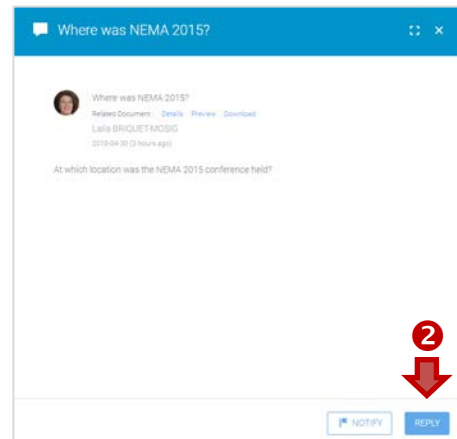 Where was NEMA 2015?
Where was NEMA 2015?
Related Document: Details Preview Download
Laila BRIQUET-MOSIG
2018-04-30 (3 hours ago)
At which location was the NEMA 2015 conference held?
2
NOTIFY
REPLY